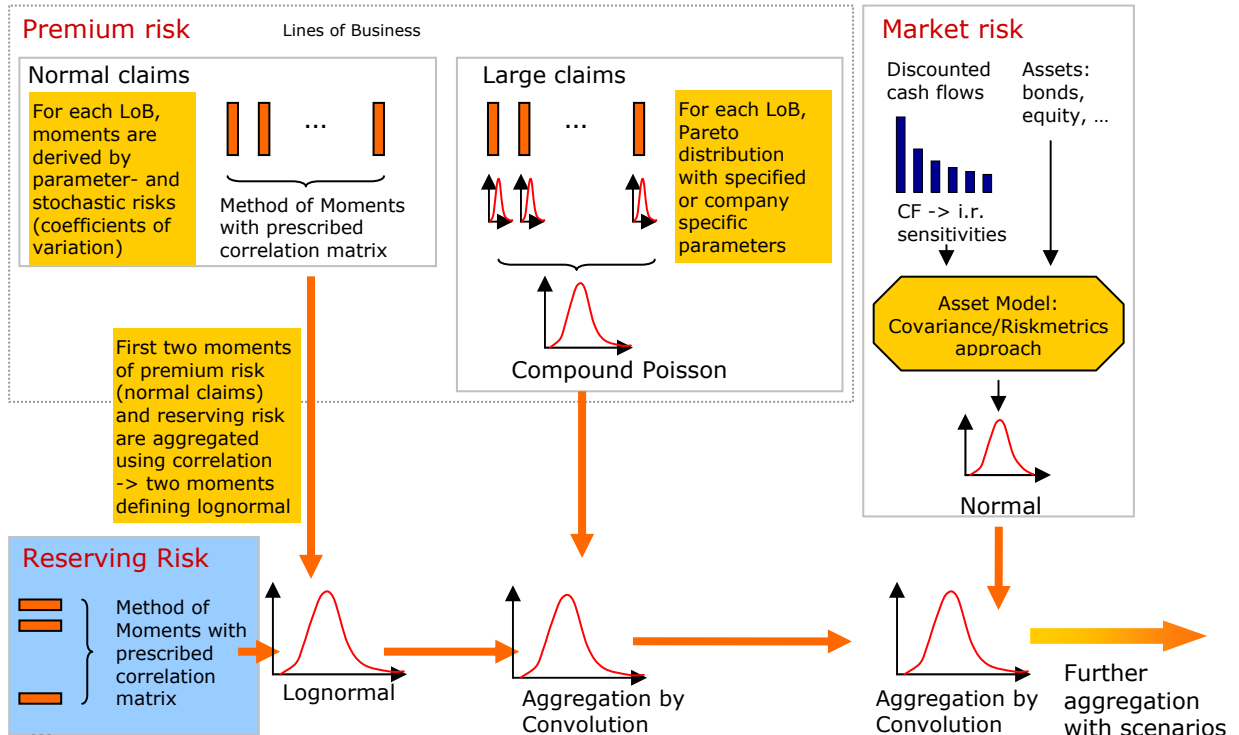 Premium risk
Lines of Business
Normal claims
For each LoB,
moments are
derived by
parameter- and
stochastic risks
(coefficients of
variation)
...
Method of Moments
with prescribed
correlation matrix
Large claims
...
For each LoB,
Pareto
distribution
with specified
or company
specific
parameters
Compound Poisson
First two moments
of premium risk
(normal claims)
and reserving risk
are aggregated
using correlation
-> two moments
defining lognormal
Market risk
Discounted
cash flows
Assets:
bonds,
equity, ...
CF -> i.r.
sensitivities
Asset Model:
Covariance/Riskmetrics
approach
Normal
Reserving Risk
Method of
Moments with
prescribed
correlation
matrix
...
Lognormal
Aggregation by
Convolution
Aggregation by
Convolution
Further
aggregation
with scenarios